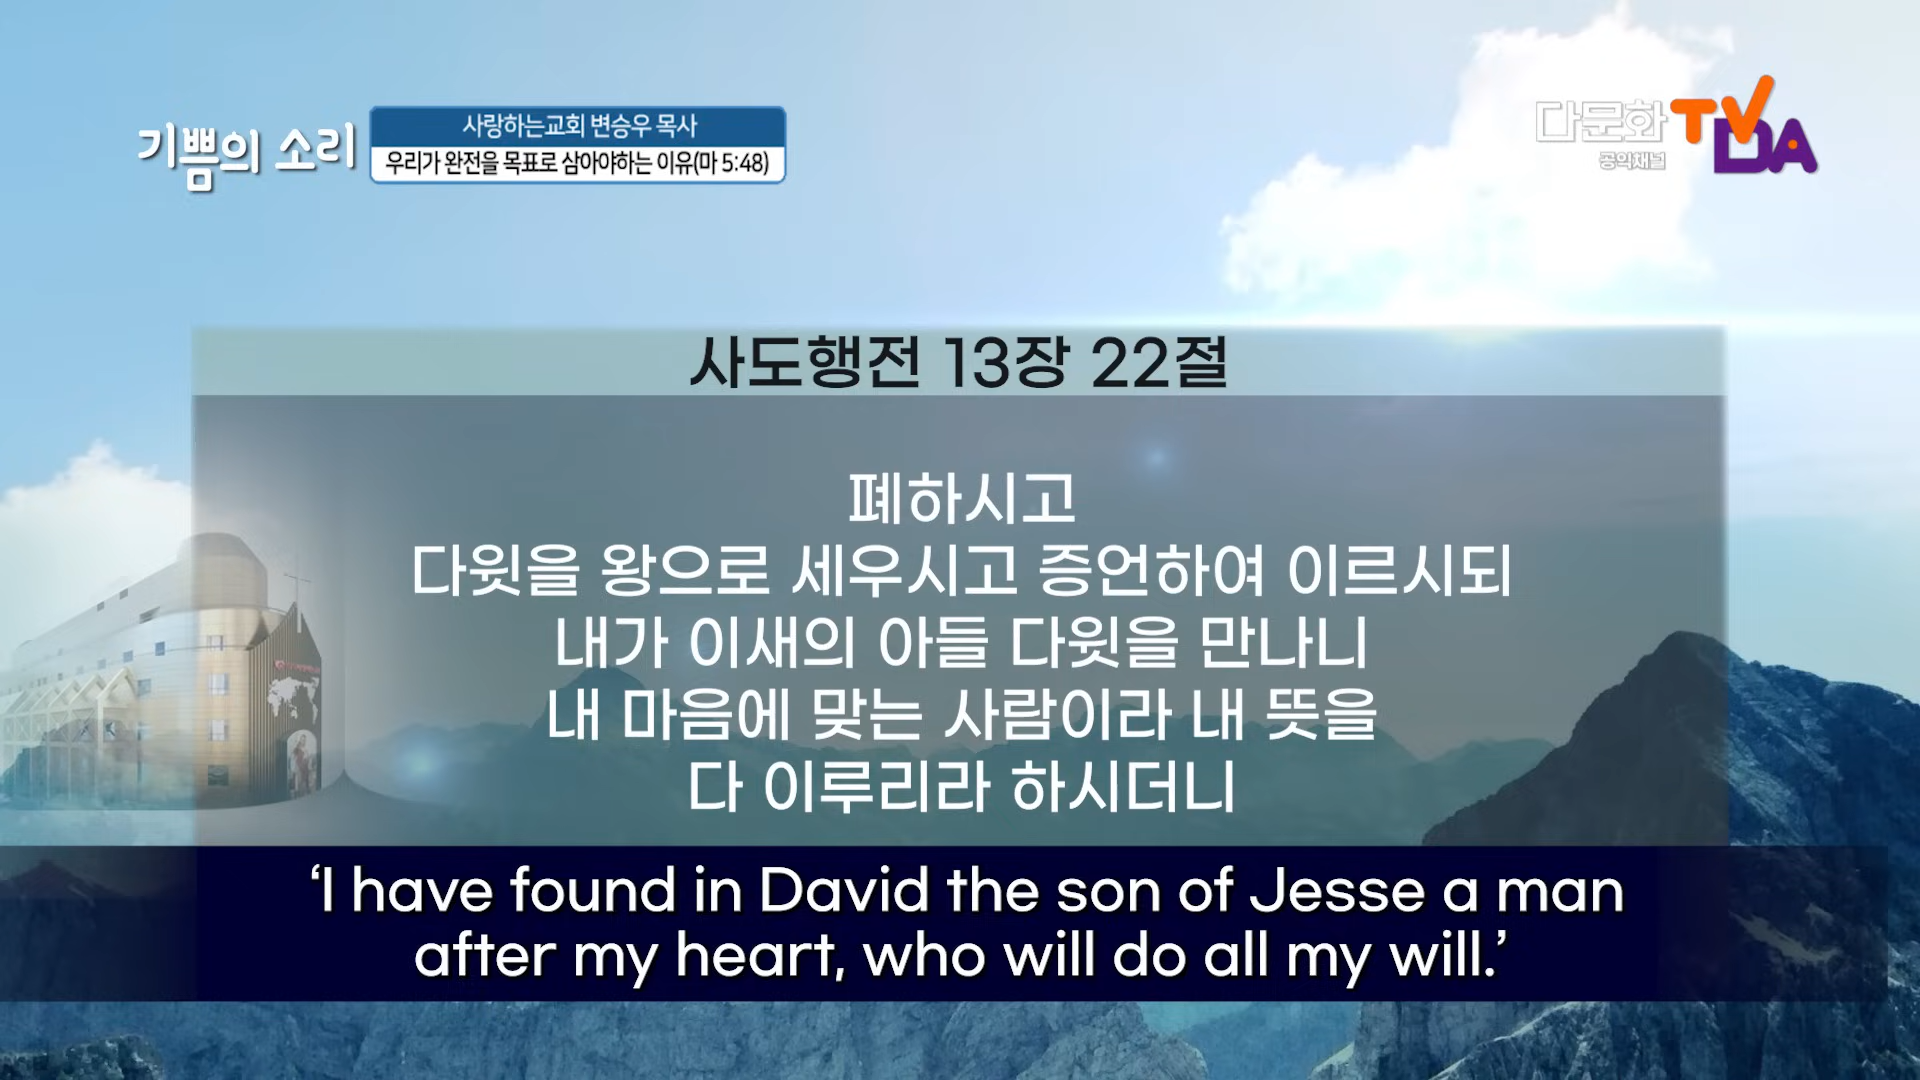 기쁨의 소리
사랑하는교회 변승우 목사
우리가 완전을 목표로 삼아야하는 이유(마 5:48)
다문화 TV
공익채널 DA
사도행전 13장 22절
폐하시고
다윗을 왕으로 세우시고 증언하여 이르시되
내가 이새의 아들 다윗을 만나니
내 마음에 맞는 사람이라 내 뜻을
다 이루리라 하시더니
‘I have found in David the son of Jesse a man
after my heart, who will do all my will.’